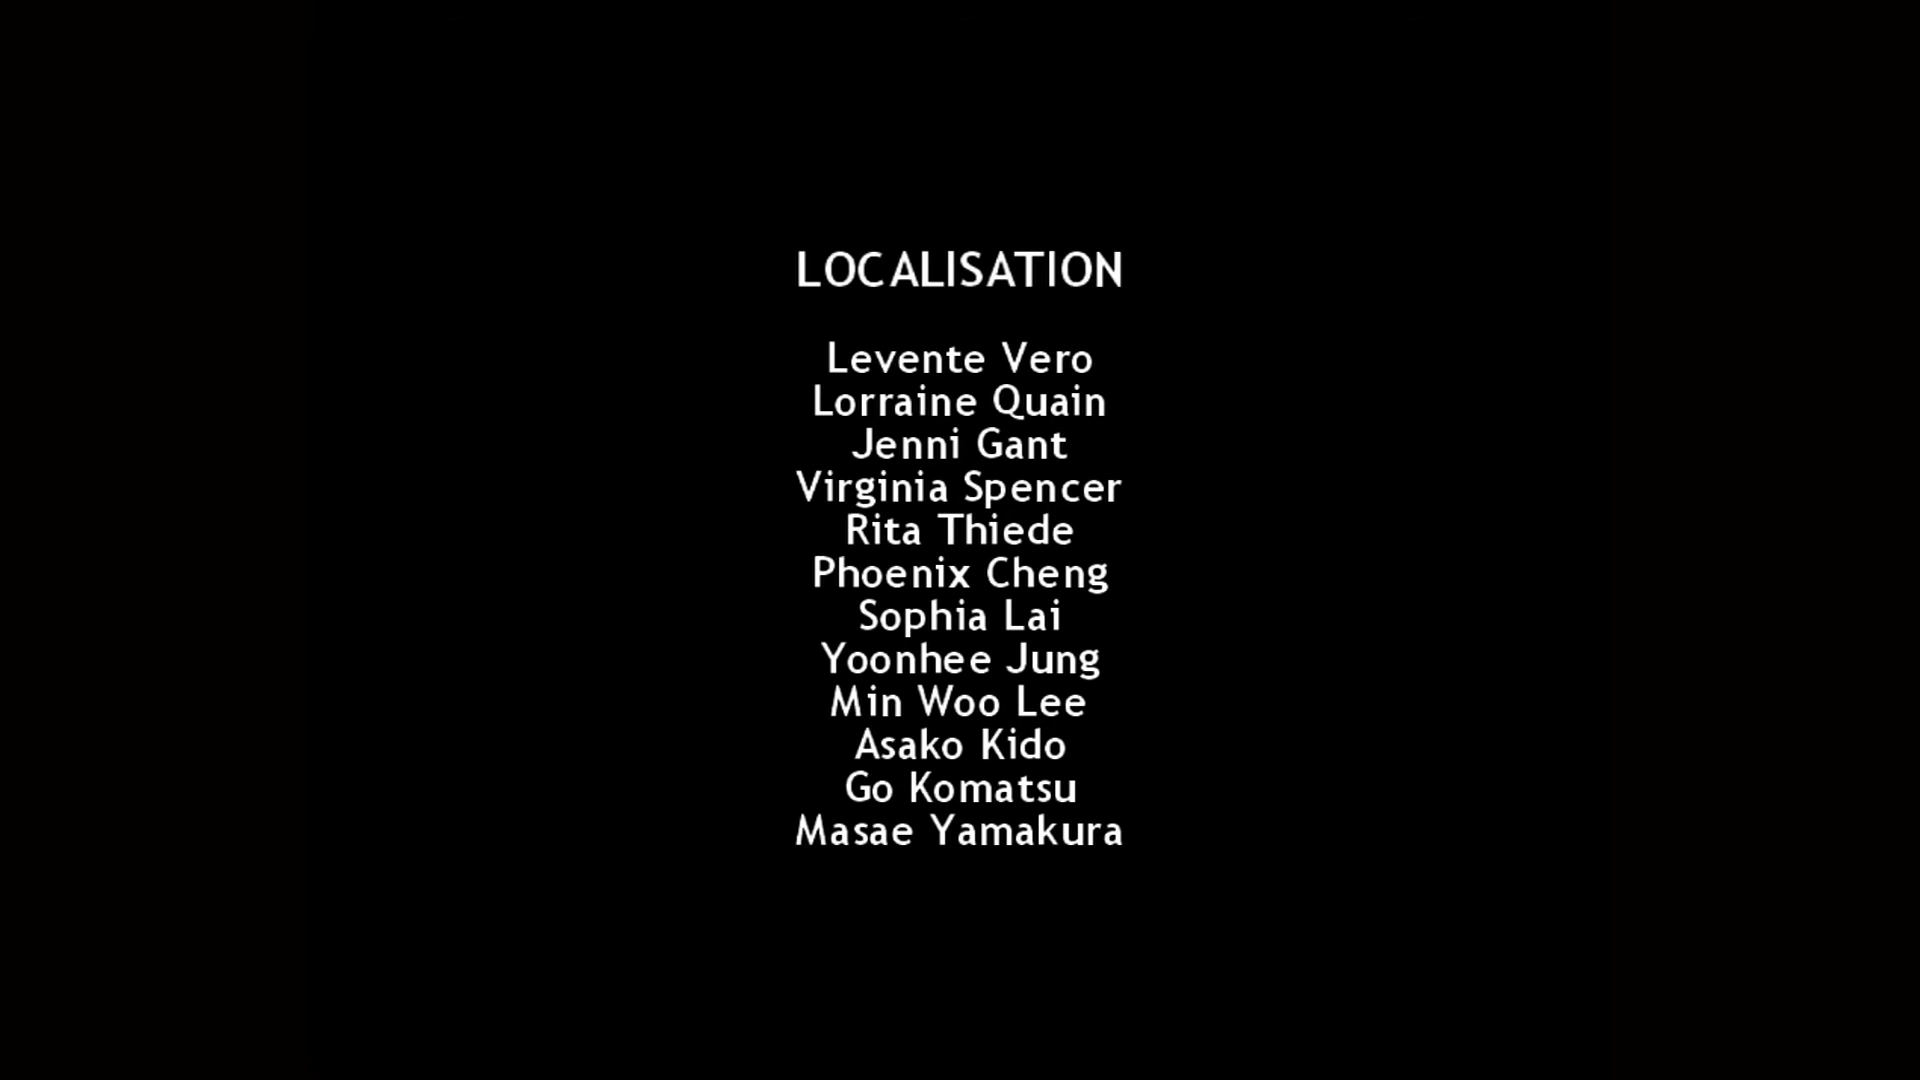 LOCALISATION
Levente Vero
Lorraine Quain
Jenni Gant
Virginia Spencer
Rita Thiede
Phoenix Cheng
Sophia Lai
Yoonhee Jung
Min Woo Lee
Asako Kido
Go Komatsu
Masae Yamakura